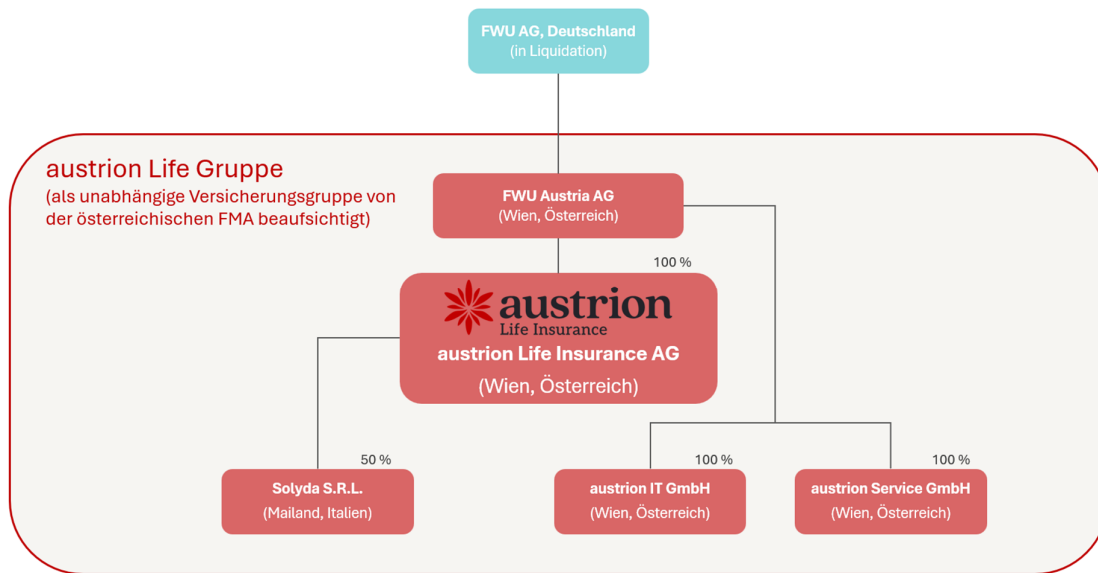 FWU AG, Deutschland
(in Liquidation)
austrion Life Gruppe
(als unabhängige Versicherungsgruppe von
der österreichischen FMA beaufsichtigt)
FWU Austria AG
(Wien, Österreich)
100 %
austrion
Life Insurance
austrion Life Insurance AG
(Wien, Österreich)
50 %
Solyda S.R.L.
(Mailand, Italien)
100 %
austrion IT GmbH
(Wien, Österreich)
100 %
austrion Service GmbH
(Wien, Österreich)